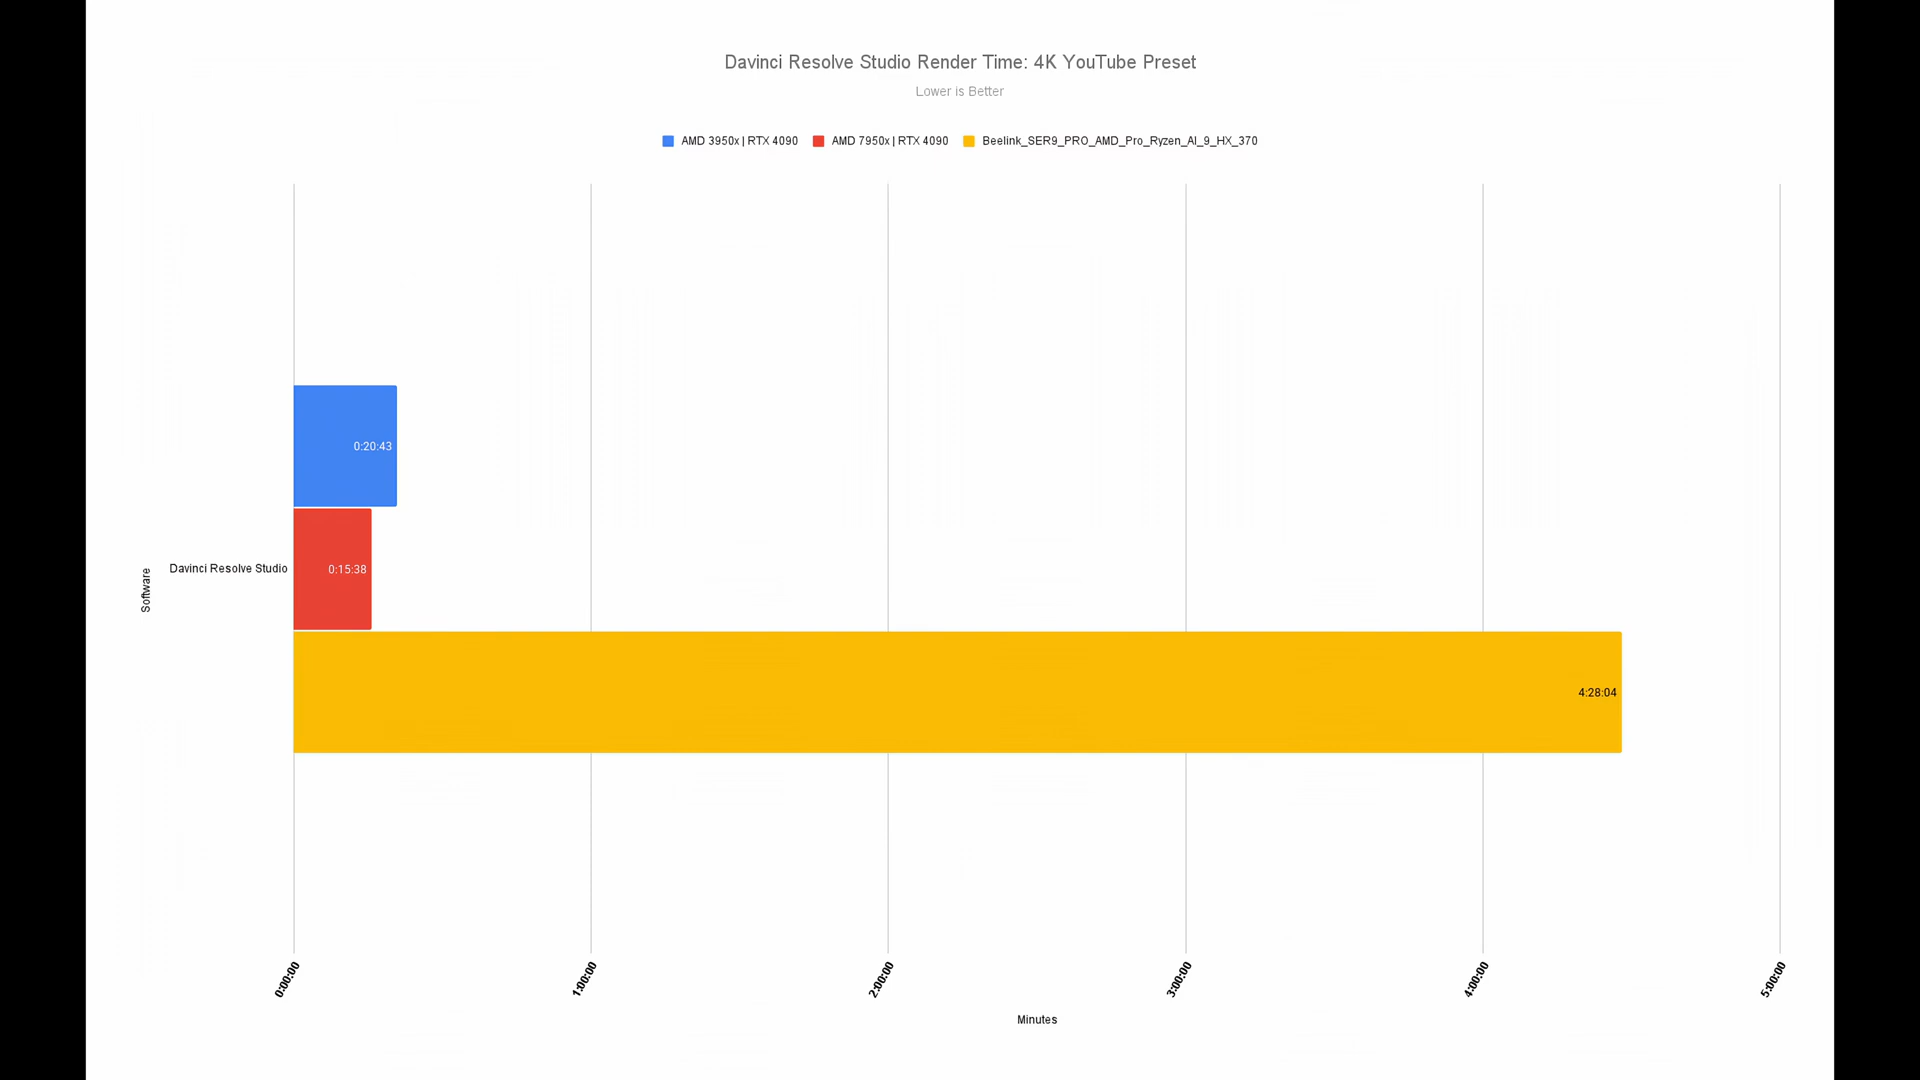 Davinci Resolve Studio Render Time: 4K YouTube Preset
Lower is Better
AMD 3950x | RTX 4090 AMD 7950x | RTX 4090 Beelink_SER9_PRO_AMD_Pro_Ryzen_AI_9_HX_370
0:20:43
Software
Davinci Resolve Studio
0:15:38
4:28:04
0:00:00 1:00:00 2:00:00 3:00:00 4:00:00 5:00:00
Minutes